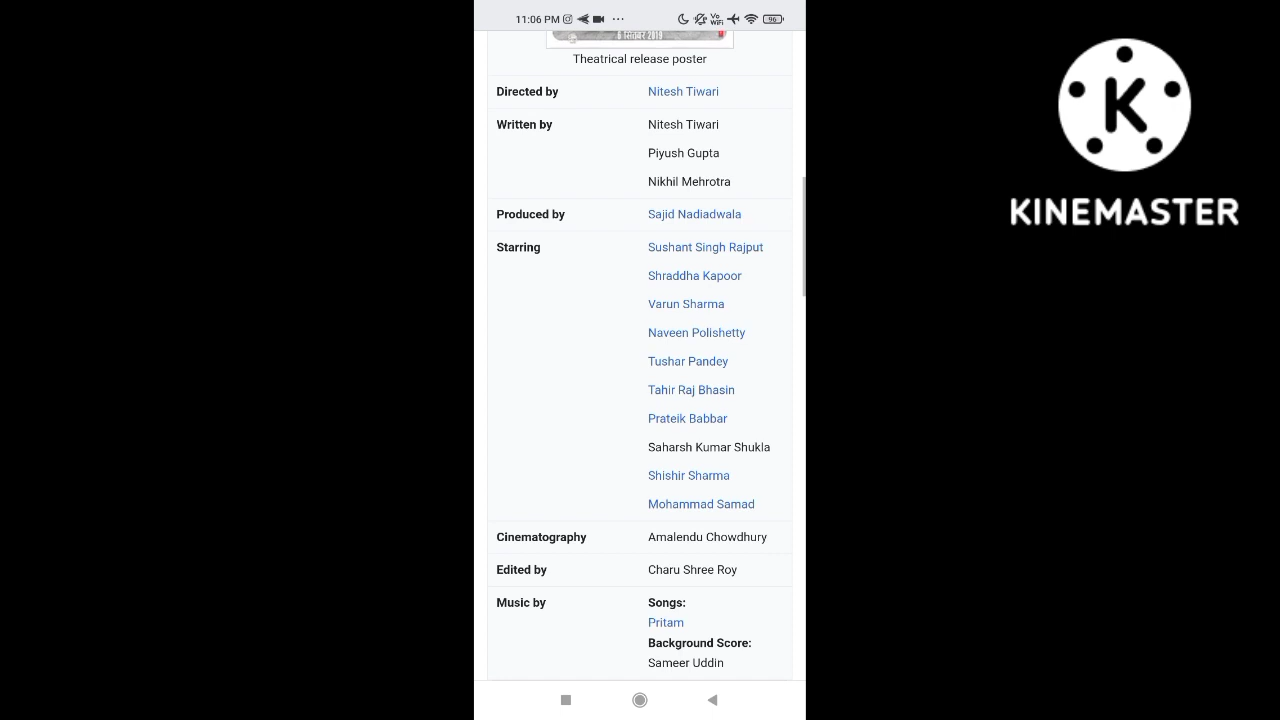 11:06 PM
Vo
WiFi
96
Theatrical release poster
Directed by
Nitesh Tiwari
Written by
Nitesh Tiwari
Piyush Gupta
Nikhil Mehrotra
Produced by
Sajid Nadiadwala
Starring
Sushant Singh Rajput
Shraddha Kapoor
Varun Sharma
Naveen Polishetty
Tushar Pandey
Tahir Raj Bhasin
Prateik Babbar
Saharsh Kumar Shukla
Shishir Sharma
Mohammad Samad
Cinematography
Amalendu Chowdhury
Edited by
Charu Shree Roy
Music by
Songs:
Pritam
Background Score:
Sameer Uddin
K
KINEMASTER